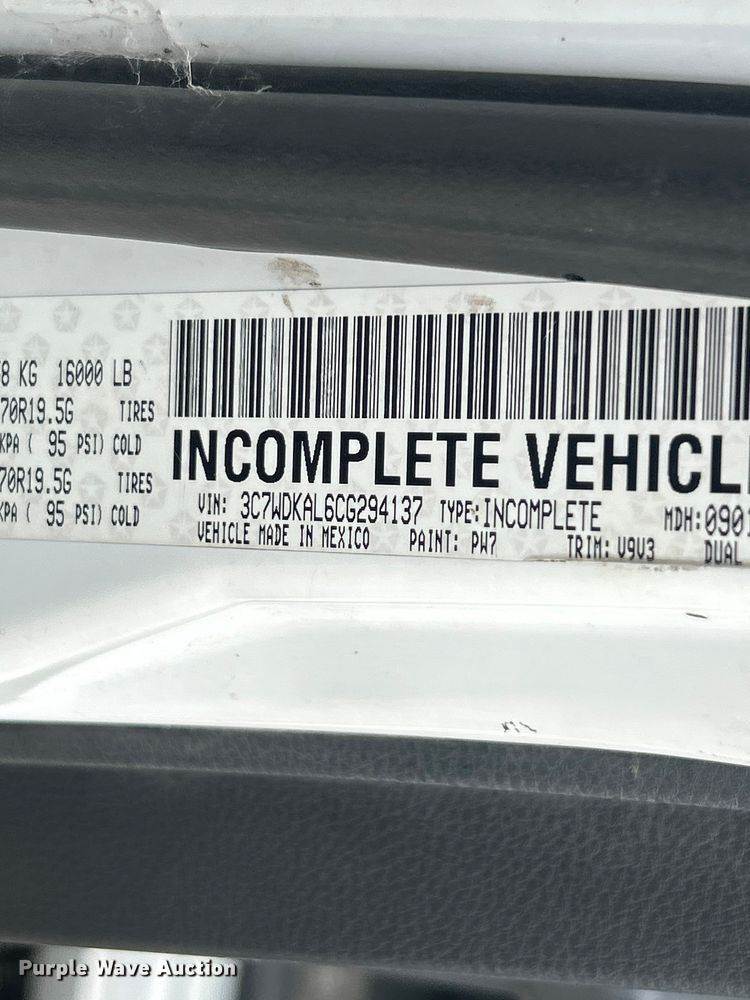 8 KG 16000 LB
70R19.5G TIRES
KPA ( 95 PSI) COLD
70R19.5G TIRES
KPA ( 95 PSI) COLD
INCOMPLETE VEHICL
VIN: 3C7WDKAL6CG294137 TYPE: INCOMPLETE MDH: 0901
VEHICLE MADE IN MEXICO PAINT: PW7 TRIM: V9V3 DUAL
Purple Wave Auction